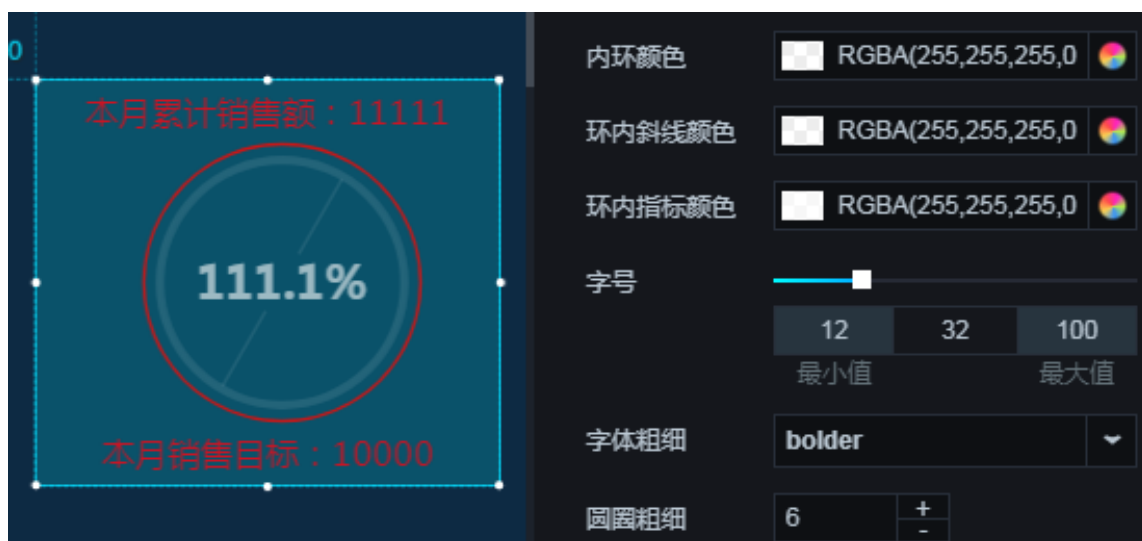 0
本月累计销售额：11111
111.1%
本月销售目标：10000
内环颜色 RGBA(255,255,255,0
环内斜线颜色 RGBA(255,255,255,0
环内指标颜色 RGBA(255,255,255,0
字号
12 32 100
最小值 最大值
字体粗细 bolder
圆圈粗细 6 + -